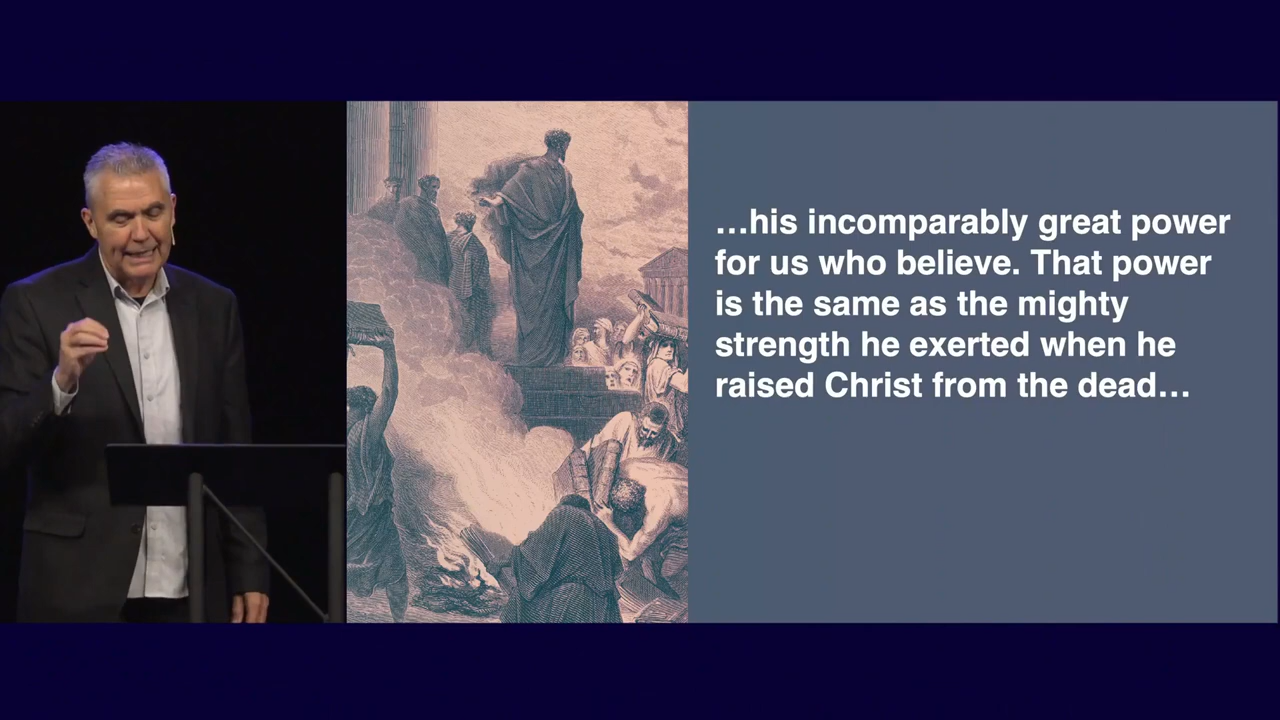 ...his incomparably great power
for us who believe. That power
is the same as the mighty
strength he exerted when he
raised Christ from the dead...